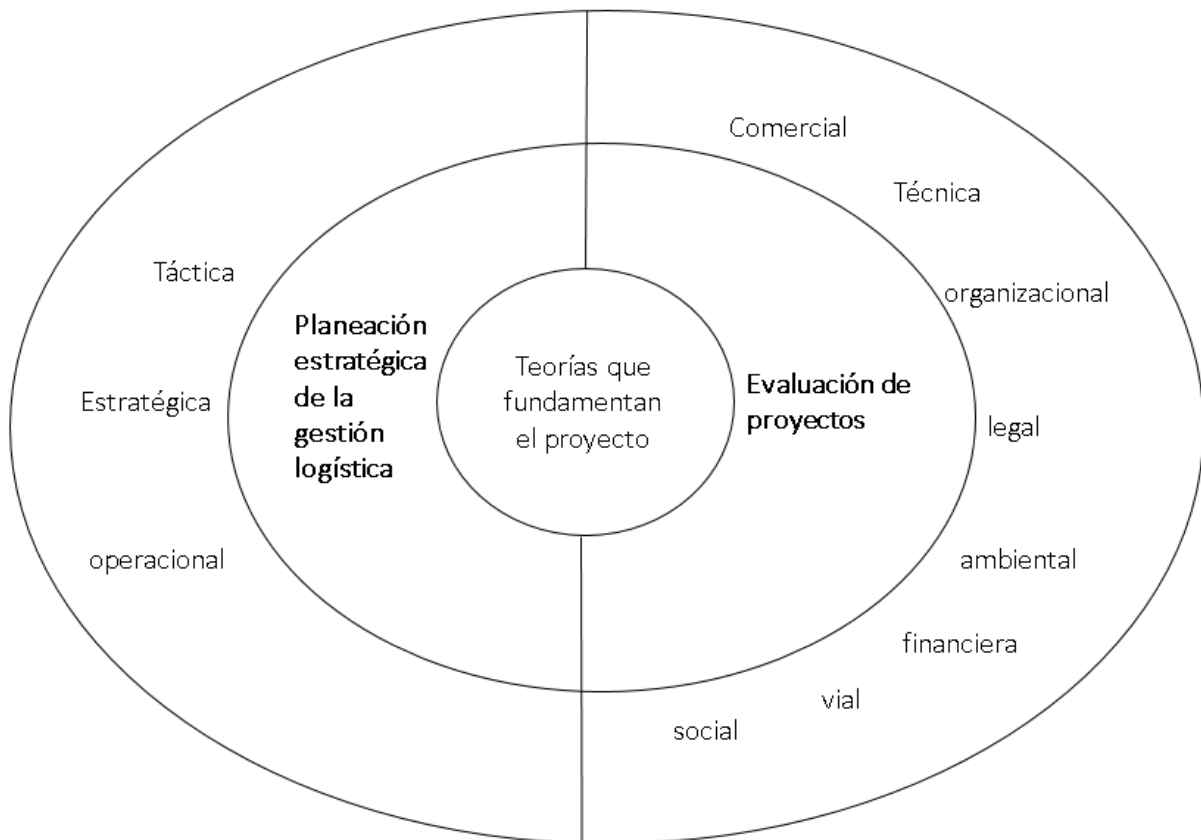 Comercial
Técnica
Táctica
organizacional
Planeación
estratégica
de la
gestión
logística
Teorías que
fundamentan
el proyecto
Evaluación de
proyectos
Estratégica
legal
operacional
ambiental
financiera
vial
social